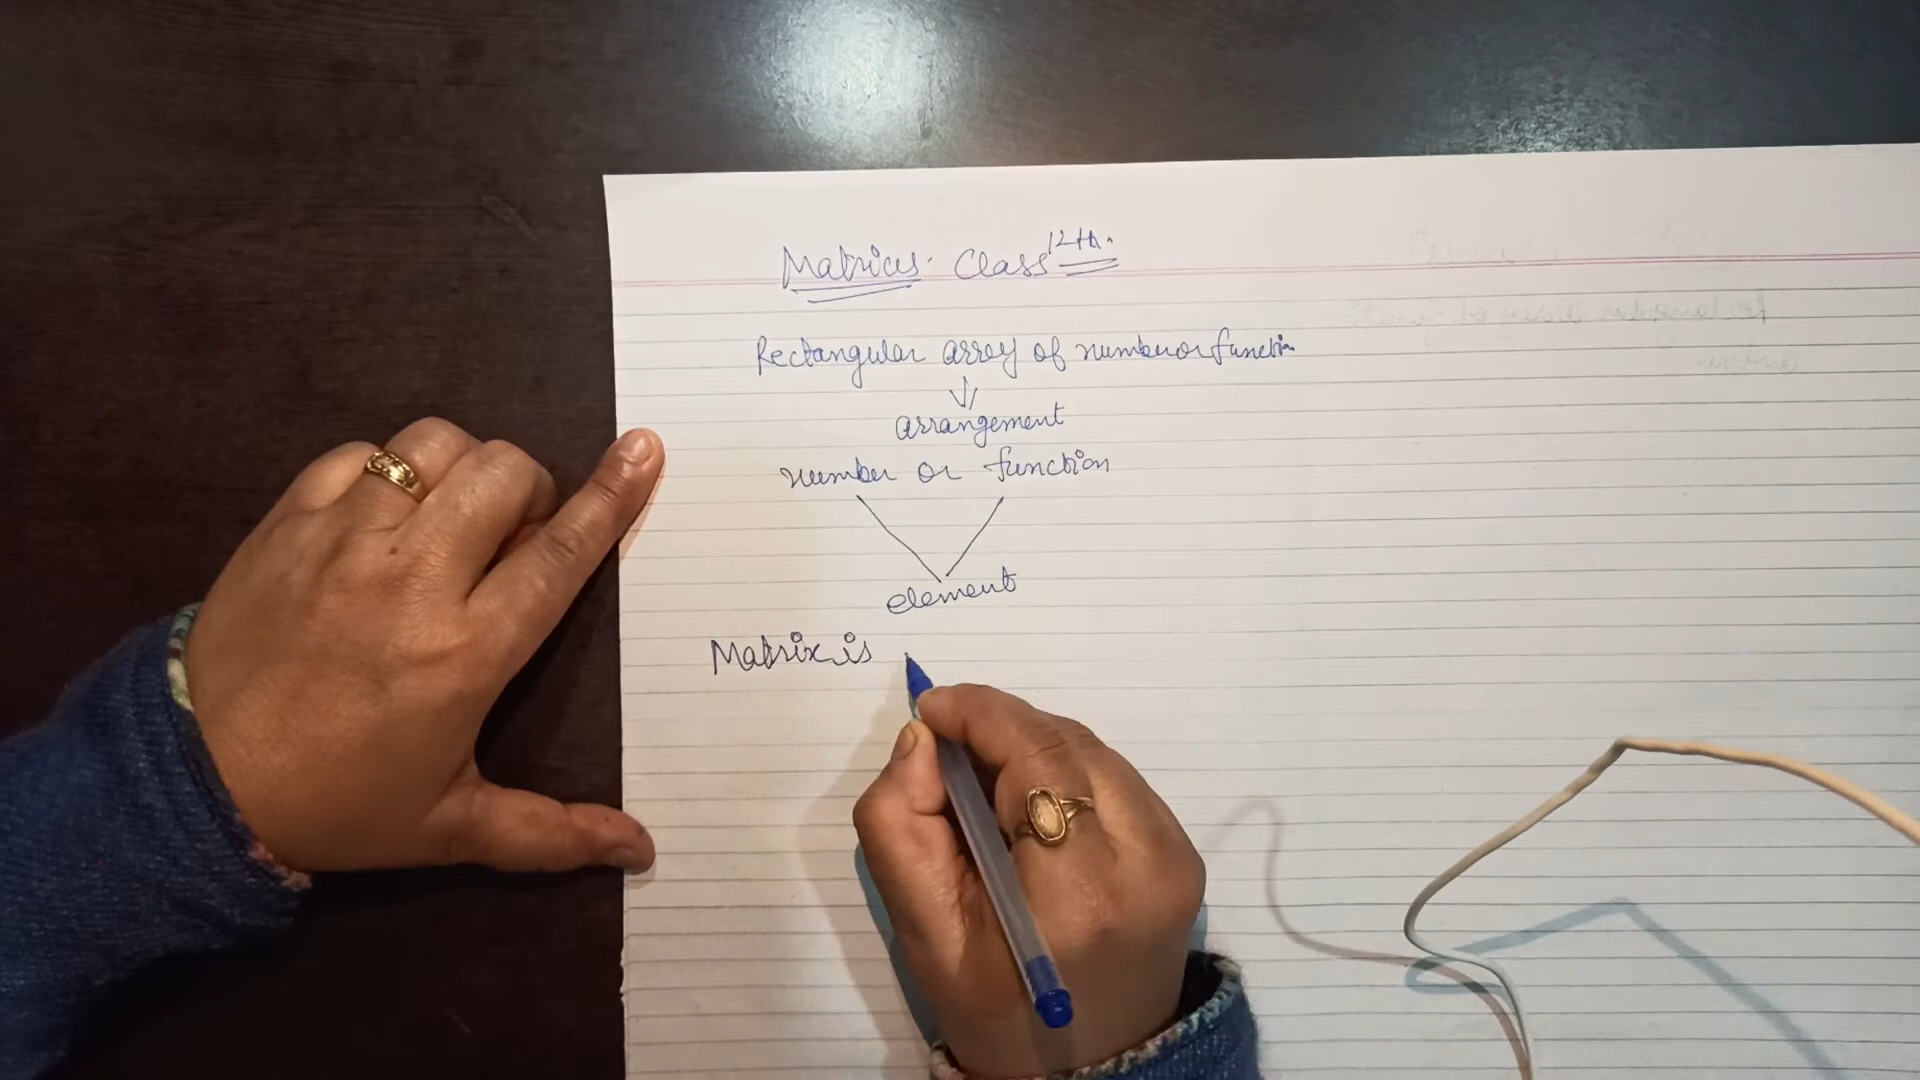 Matrices. Class 12th.
Rectangular array of number or function
arrangement
number or function
element
Matrix is